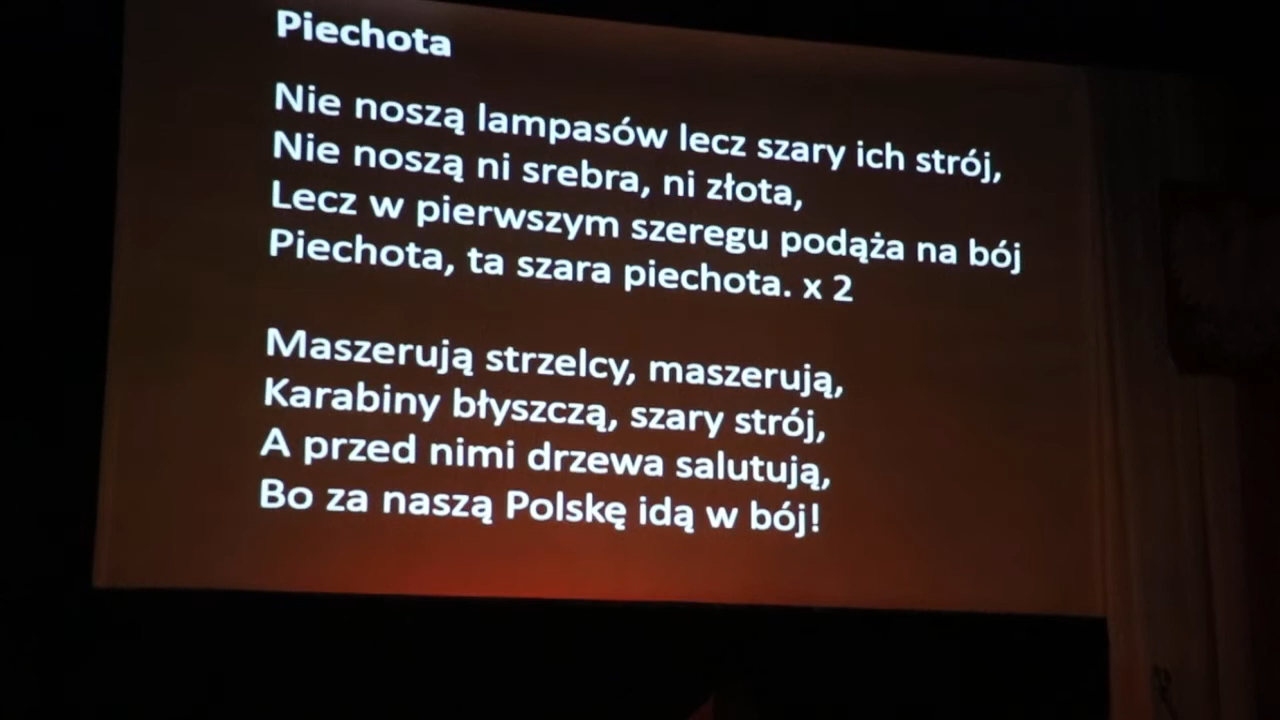 Piechota
Nie noszą lampasów lecz szary ich strój,
Nie noszą ni srebra, ni złota,
Lecz w pierwszym szeregu podąża na bój
Piechota, ta szara piechota. x 2
Maszerują strzelcy, maszerują,
Karabiny błyszczą, szary strój,
A przed nimi drzewa salutują,
Bo za naszą Polskę idą w bój!